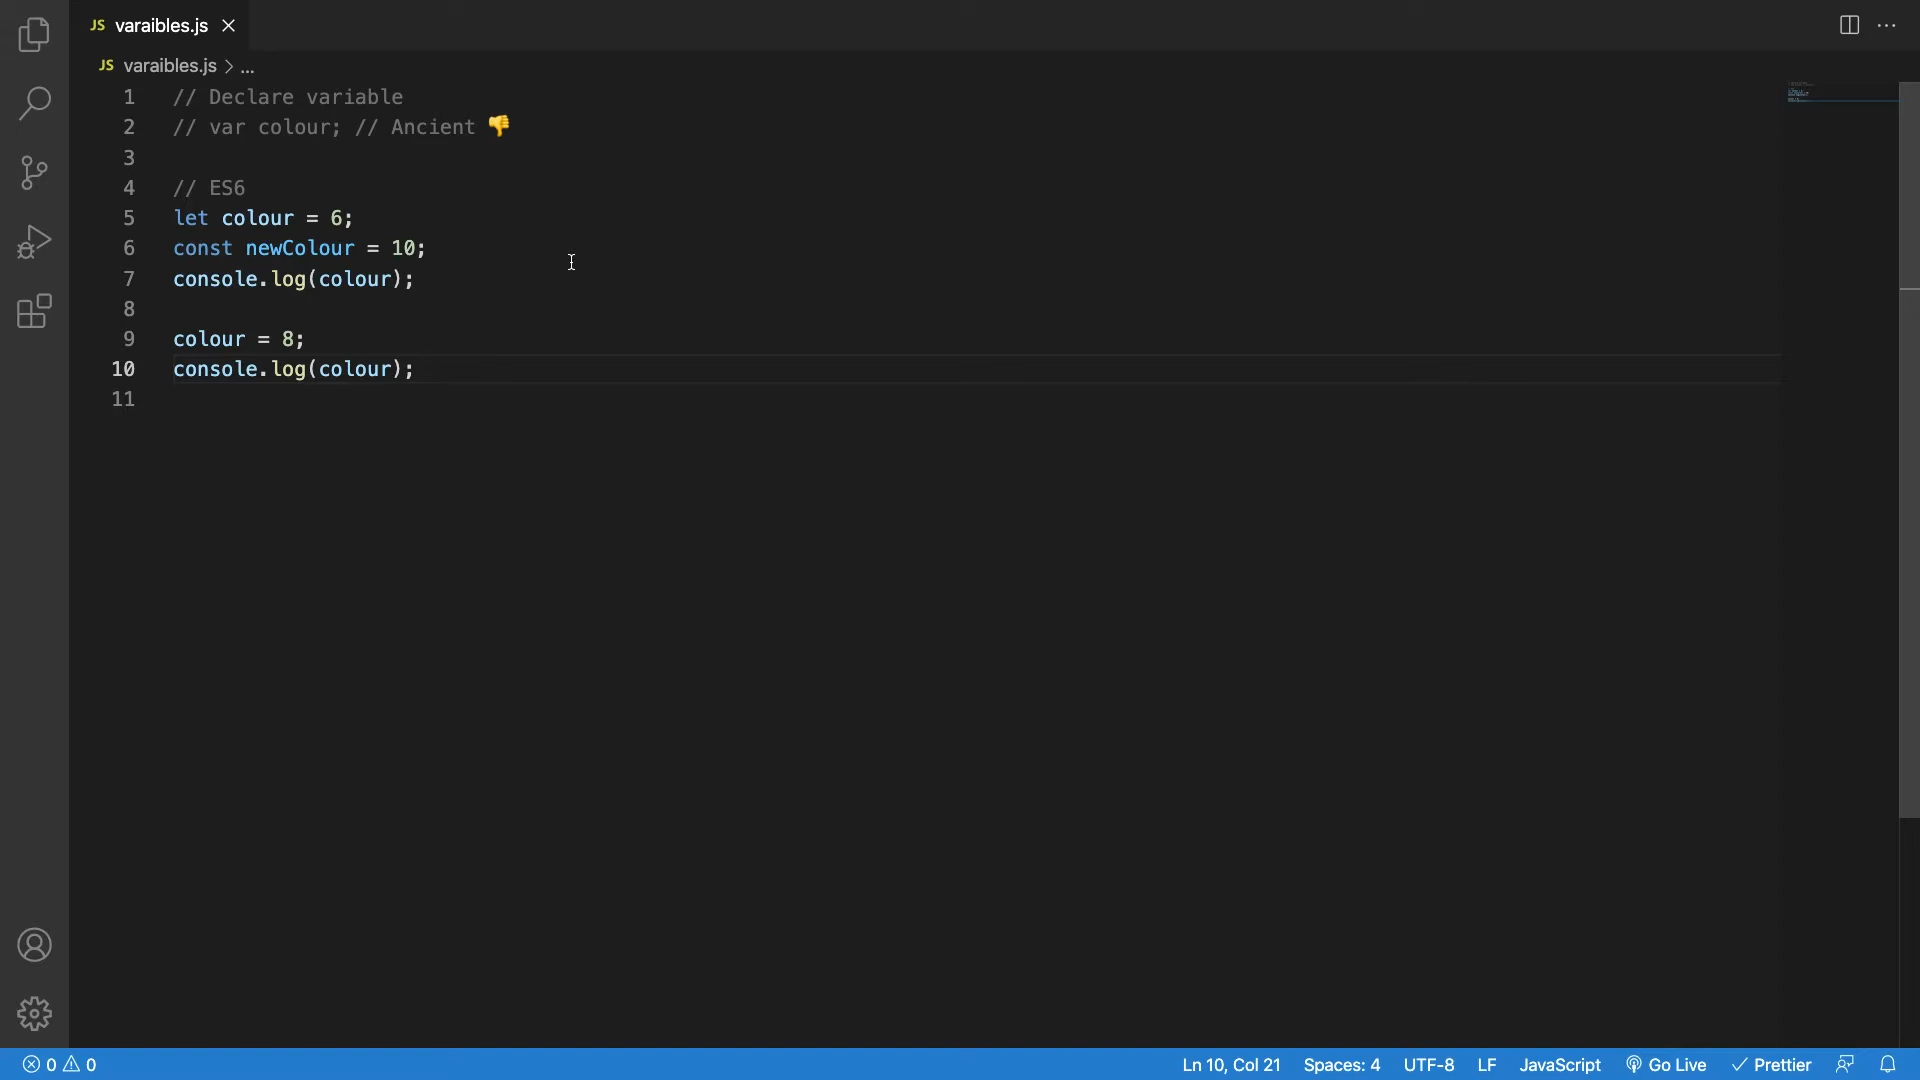 JS varaibles.js
JS varaibles.js > ...
1 // Declare variable
2 // var colour; // Ancient 👎
3
4 // ES6
5 let colour = 6;
6 const newColour = 10;
7 console.log(colour);
8
9 colour = 8;
10 console.log(colour);
11
0 0 Ln 10, Col 21 Spaces: 4 UTF-8 LF JavaScript Go Live Prettier